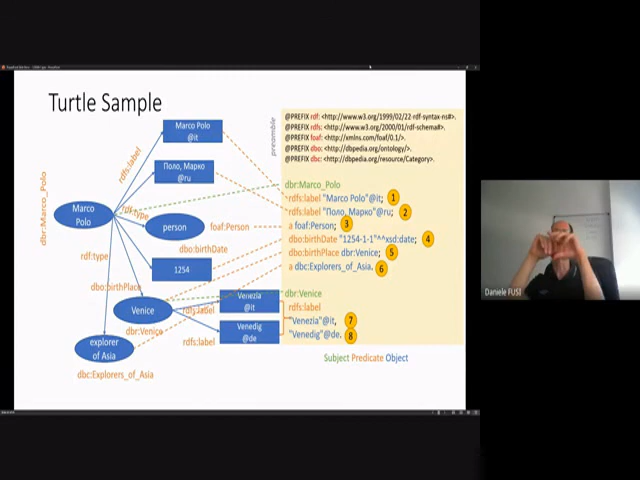 Turtle Sample
Marco Polo
@it
Поло, Марко
@ru
rdfs:label
dbr:Marco_Polo
Marco
Polo
rdf:type
person
foaf:Person
dbo:birthDate
rdf:type
1254
dbo:birthPlace
Venice
dbr:Venice
explorer
of Asia
dbc:Explorers_of_Asia
rdfs:label
Venezia
@it
rdfs:label
Venedig
@de
preamble
@PREFIX rdf: <http://www.w3.org/1999/02/22 rdf-syntax-ns#>.
@PREFIX rdfs: <http://www.w3.org/2000/01/rdf-schema#>.
@PREFIX foaf: <http://xmlns.com/foaf/0.1/>.
@PREFIX dbo: <http://dbpedia.org/ontology/>.
@PREFIX dbc: <http://dbpedia.org/resource/Category>.
dbr:Marco_Polo
rdfs:label "Marco Polo"@it; 1
rdfs:label "Поло, Марко"@ru; 2
a foaf:Person; 3
dbo:birthDate "1254-1-1"^^xsd:date; 4
dbo:birthPlace dbr:Venice; 5
a dbc:Explorers_of_Asia. 6
dbr:Venice
rdfs:label
"Venezia"@it, 7
"Venedig"@de. 8
Subject Predicate Object
Daniele FUSI